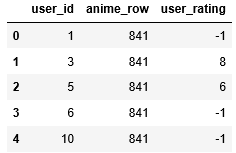 user_id anime_row user_rating
0 1 841 -1
1 3 841 8
2 5 841 6
3 6 841 -1
4 10 841 -1